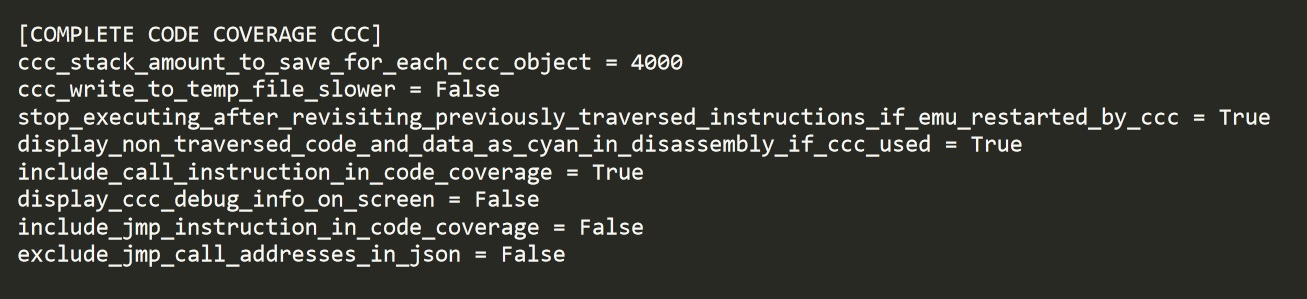 [COMPLETE CODE COVERAGE CCC]
ccc_stack_amount_to_save_for_each_ccc_object = 4000
ccc_write_to_temp_file_slower = False
stop_executing_after_revisiting_previously_traversed_instructions_if_emu_restarted_by_ccc = True
display_non_traversed_code_and_data_as_cyan_in_disassembly_if_ccc_used = True
include_call_instruction_in_code_coverage = True
display_ccc_debug_info_on_screen = False
include_jmp_instruction_in_code_coverage = False
exclude_jmp_call_addresses_in_json = False